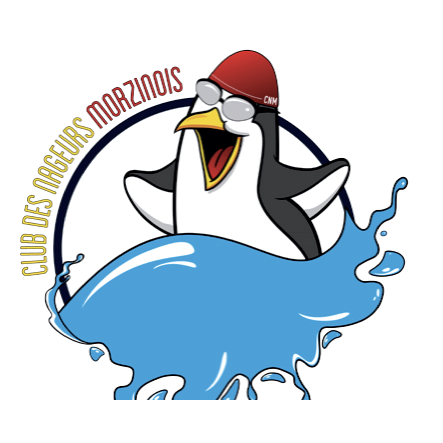 CLUB DES NAGEURS MORZINOIS
CNM